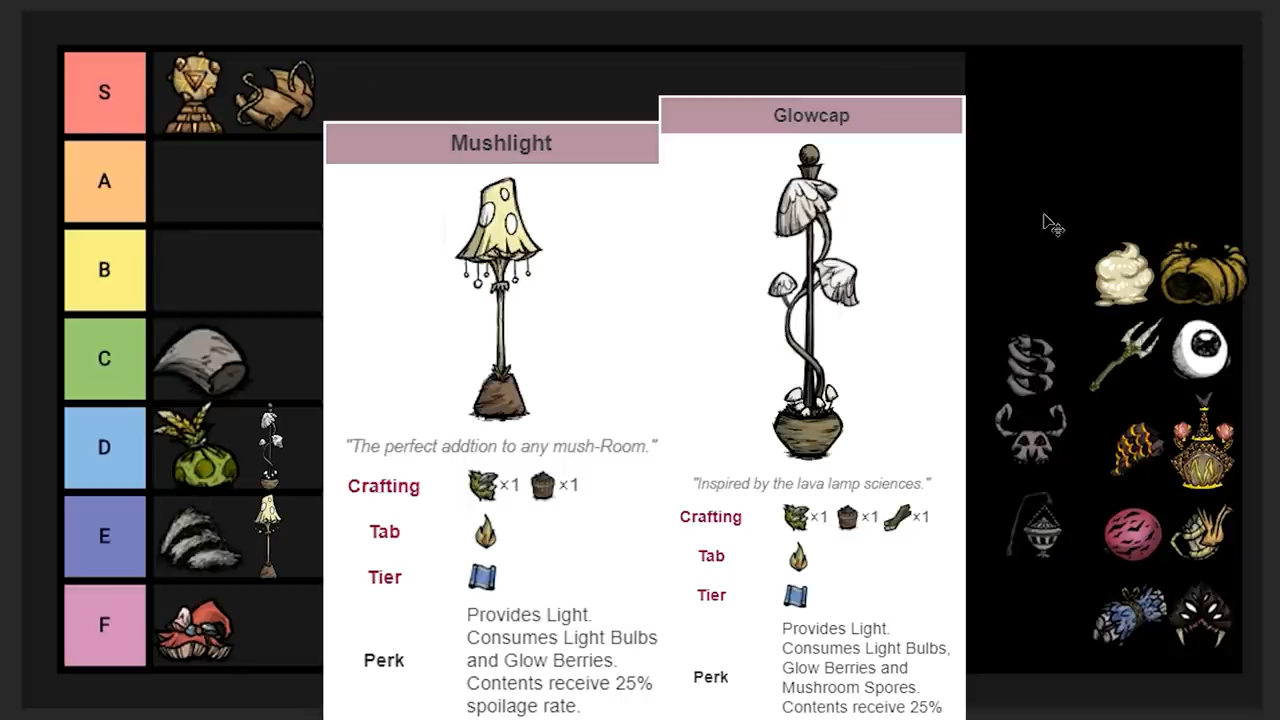 S
A
B
C
D
E
F
Mushlight
"The perfect addtion to any mush-Room."
Crafting ×1 ×1
Tab
Tier
Perk
Provides Light.
Consumes Light Bulbs
and Glow Berries.
Contents receive 25%
spoilage rate.
Glowcap
"Inspired by the lava lamp sciences."
Crafting ×1 ×1 ×1
Tab
Tier
Perk
Provides Light.
Consumes Light Bulbs,
Glow Berries and
Mushroom Spores.
Contents receive 25%